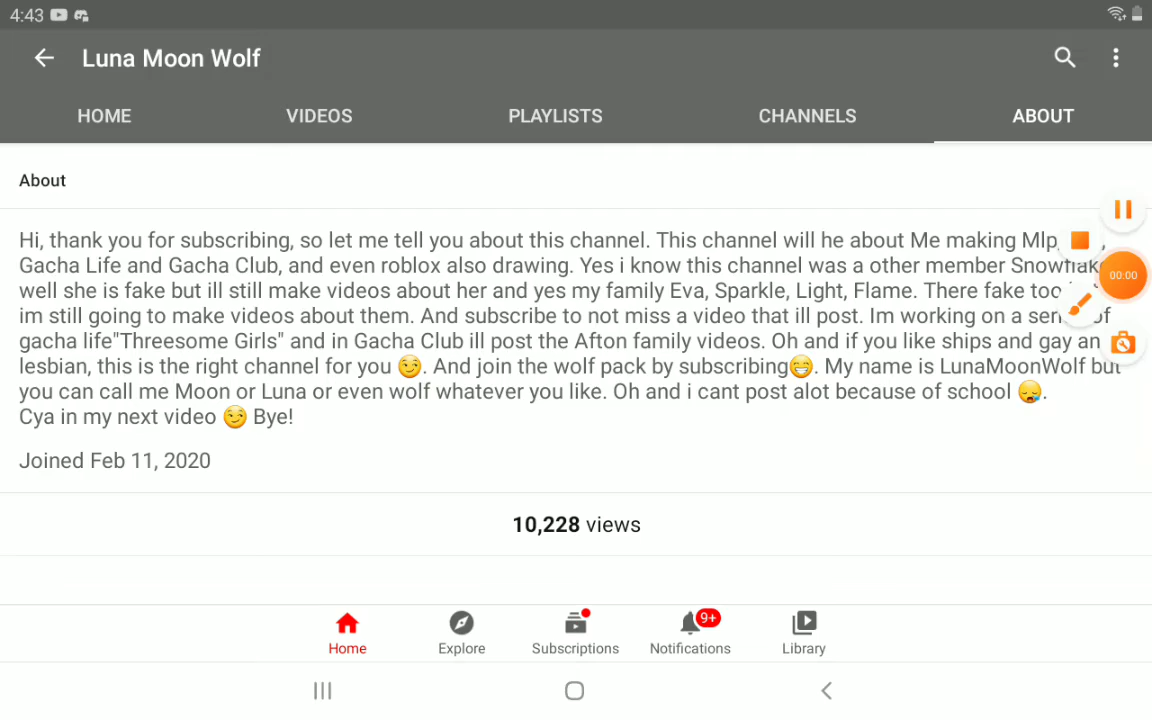 4:43
Luna Moon Wolf
HOME VIDEOS PLAYLISTS CHANNELS ABOUT
About
Hi, thank you for subscribing, so let me tell you about this channel. This channel will he about Me making Mlp,
Gacha Life and Gacha Club, and even roblox also drawing. Yes i know this channel was a other member
well she is fake but ill still make videos about her and yes my family Eva, Sparkle, Light, Flame. There fake too
im still going to make videos about them. And subscribe to not miss a video that ill post. Im working on a of
gacha life"Threesome Girls" and in Gacha Club ill post the Afton family videos. Oh and if you like ships and gay an
lesbian, this is the right channel for you 😏. And join the wolf pack by subscribing😁. My name is LunaMoonWolf but
you can call me Moon or Luna or even wolf whatever you like. Oh and i cant post alot because of school 😪.
Cya in my next video 😏 Bye!
Joined Feb 11, 2020
10,228 views
00:00
9+
Home Explore Subscriptions Notifications Library